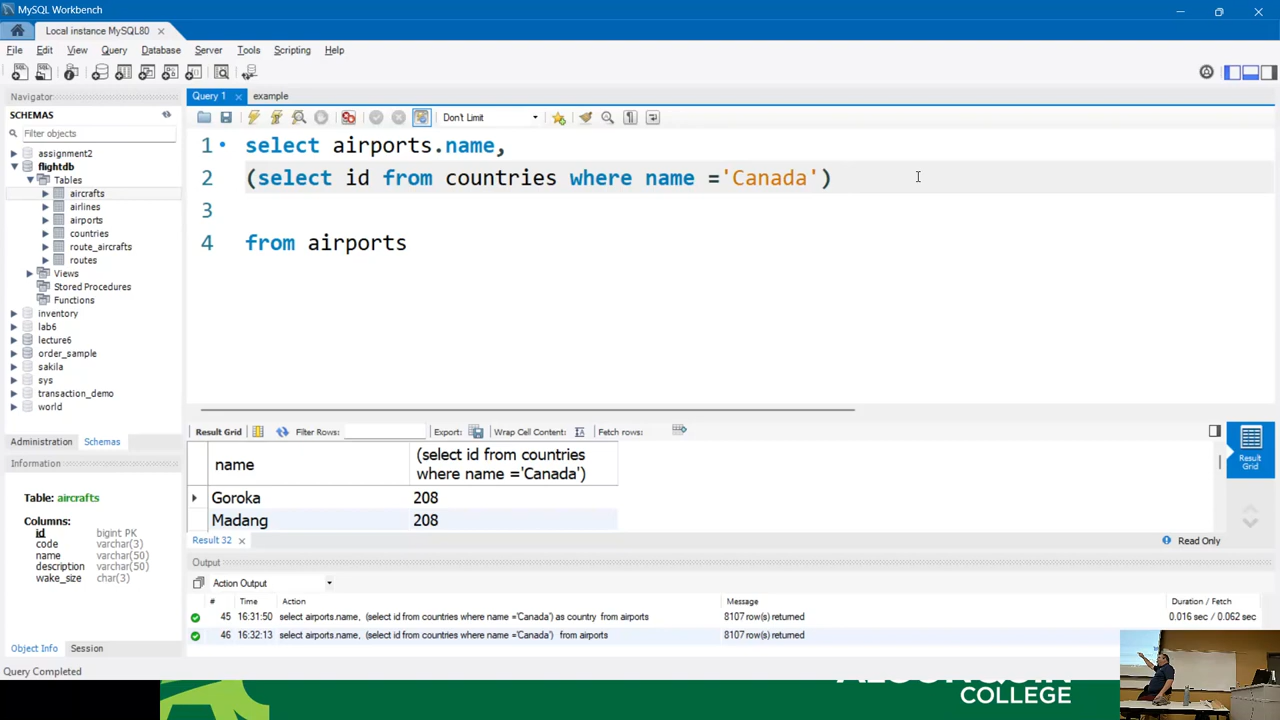 MySQL Workbench
Local instance MySQL80
File Edit View Query Database Server Tools Scripting Help
Navigator
SCHEMAS
Filter objects
assignment2
flightdb
Tables
aircrafts
airlines
airports
countries
route_aircrafts
routes
Views
Stored Procedures
Functions
inventory
lab6
lecture6
order_sample
sakila
sys
transaction_demo
world
Administration Schemas
Information
Table: aircrafts
Columns:
id bigint PK
code varchar(3)
name varchar(50)
description varchar(50)
wake_size char(3)
Object Info Session
Query Completed
Query 1 example
Don't Limit
1 select airports.name,
2 (select id from countries where name ='Canada')
3
4 from airports
Result Grid Filter Rows: Export: Wrap Cell Content: Fetch rows:
name (select id from countries
where name ='Canada')
Goroka 208
Madang 208
Result Grid
Result 32 Read Only
Output
Action Output
# Time Action Message Duration / Fetch
45 16:31:50 select airports.name, (select id from countries where name ='Canada') as country from airports 8107 row(s) returned 0.016 sec / 0.062 sec
46 16:32:13 select airports.name, (select id from countries where name ='Canada') from airports 8107 row(s) returned
COLLEGE